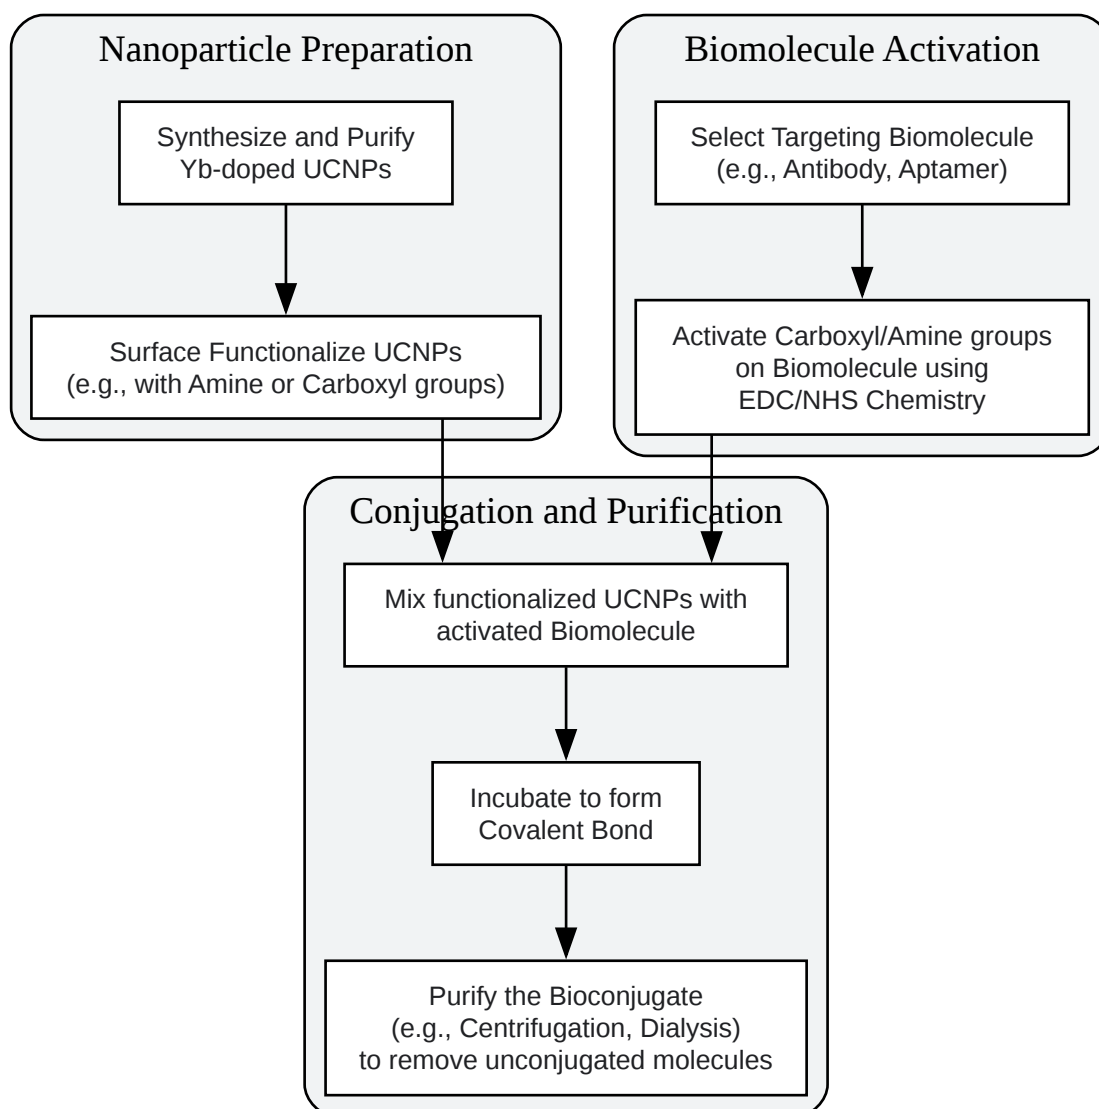 Nanoparticle Preparation
Synthesize and Purify
Yb-doped UCNPs
Surface Functionalize UCNPs
(e.g., with Amine or Carboxyl groups)
Biomolecule Activation
Select Targeting Biomolecule
(e.g., Antibody, Aptamer)
Activate Carboxyl/Amine groups
on Biomolecule using
EDC/NHS Chemistry
Conjugation and Purification
Mix functionalized UCNPs with
activated Biomolecule
Incubate to form
Covalent Bond
Purify the Bioconjugate
(e.g., Centrifugation, Dialysis)
to remove unconjugated molecules